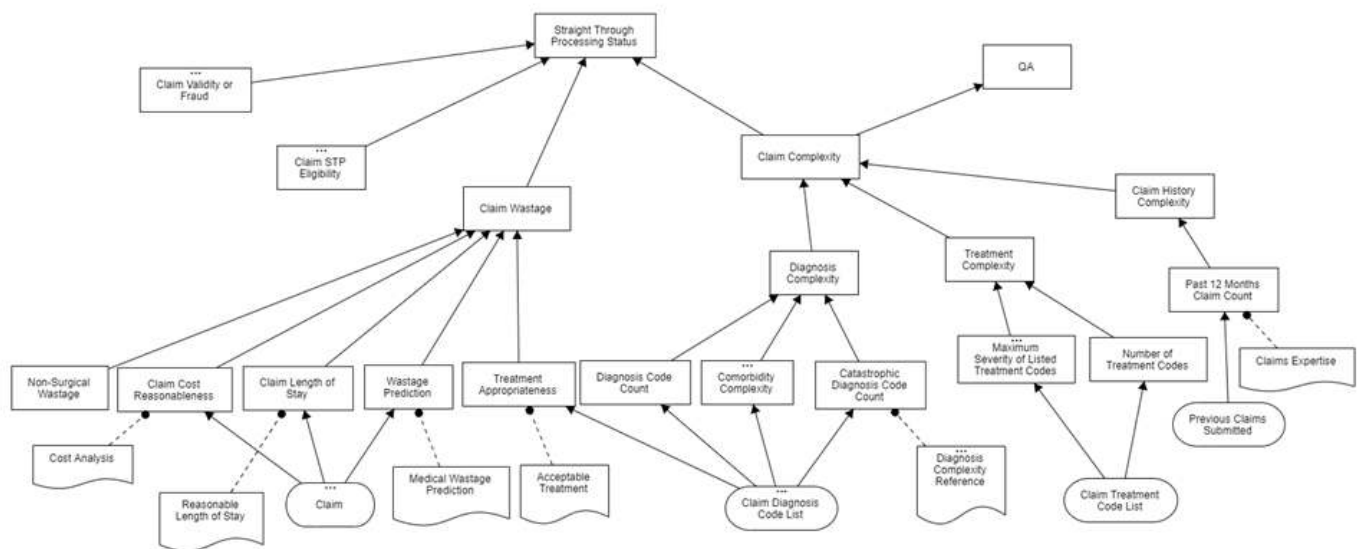 Straight Through
Processing Status
QA
...
Claim Validity or
Fraud
...
Claim STP
Eligibility
Claim Complexity
Claim History
Complexity
Claim Wastage
Diagnosis
Complexity
Treatment
Complexity
Past 12 Months
Claim Count
Non-Surgical
Wastage
Claim Cost
Reasonableness
Claim Length of
Stay
Wastage
Prediction
Treatment
Appropriateness
Diagnosis Code
Count
...
Comorbidity
Complexity
Catastrophic
Diagnosis Code
Count
...
Maximum
Severity of Listed
Treatment Codes
Number of
Treatment Codes
Claims Expertise
Previous Claims
Submitted
Cost Analysis
Reasonable
Length of Stay
...
Claim
Medical Wastage
Prediction
Acceptable
Treatment
...
Claim Diagnosis
Code List
...
Diagnosis
Complexity
Reference
Claim Treatment
Code List